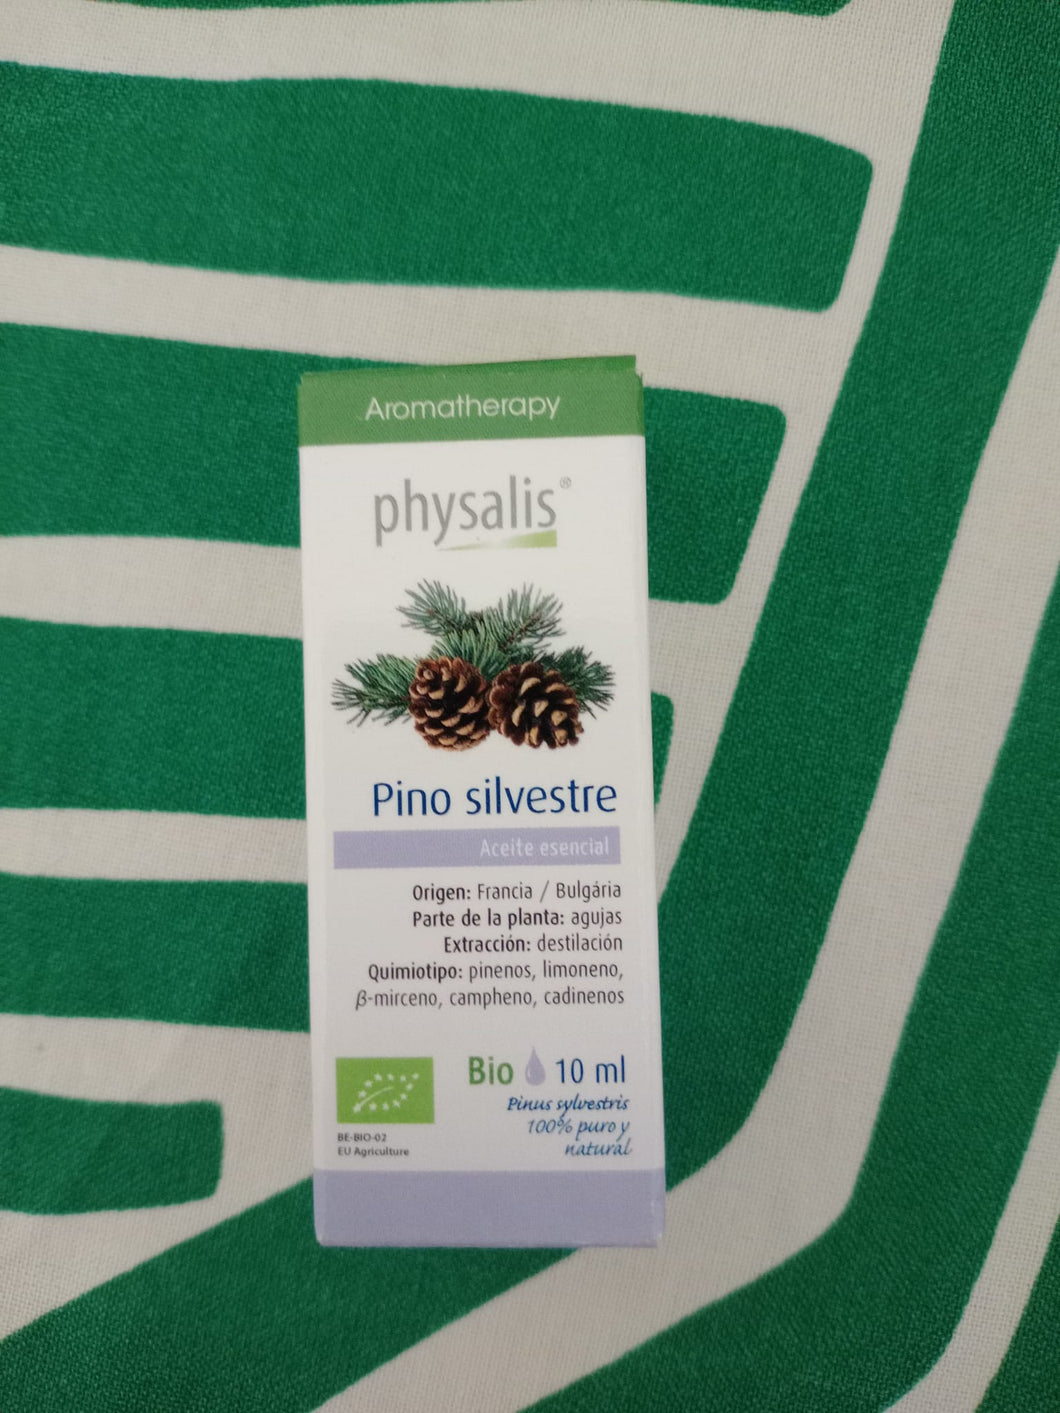 Aromatherapy
physalis®
Pino silvestre
Aceite esencial
Origen: Francia / Bulgária
Parte de la planta: agujas
Extracción: destilación
Quimiotipo: pinenos, limoneno,
β-mirceno, campheno, cadinenos
Bio 10 ml
Pinus sylvestris
100% puro y
natural
BE-BIO-02
EU Agriculture